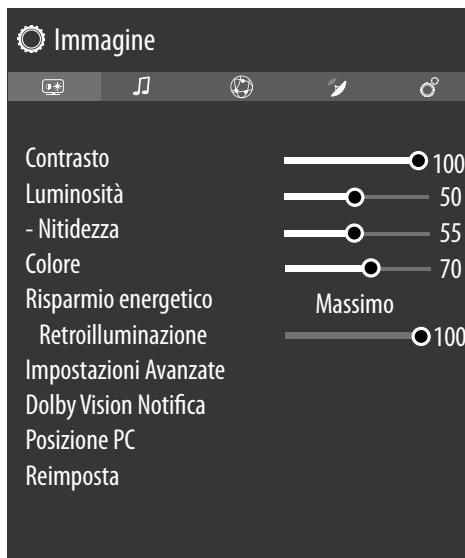 Immagine
Contrasto 100
Luminosità 50
- Nitidezza 55
Colore 70
Risparmio energetico Massimo
Retroilluminazione 100
Impostazioni Avanzate
Dolby Vision Notifica
Posizione PC
Reimposta